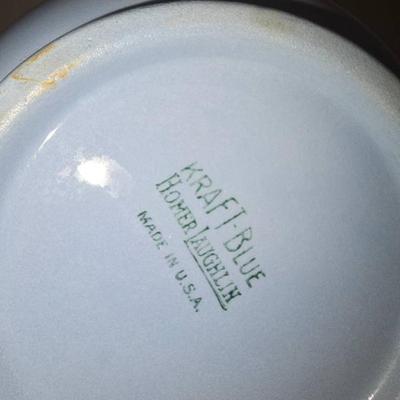 KRAFT-BLUE
HOMER LAUGHLIN
MADE IN U.S.A.